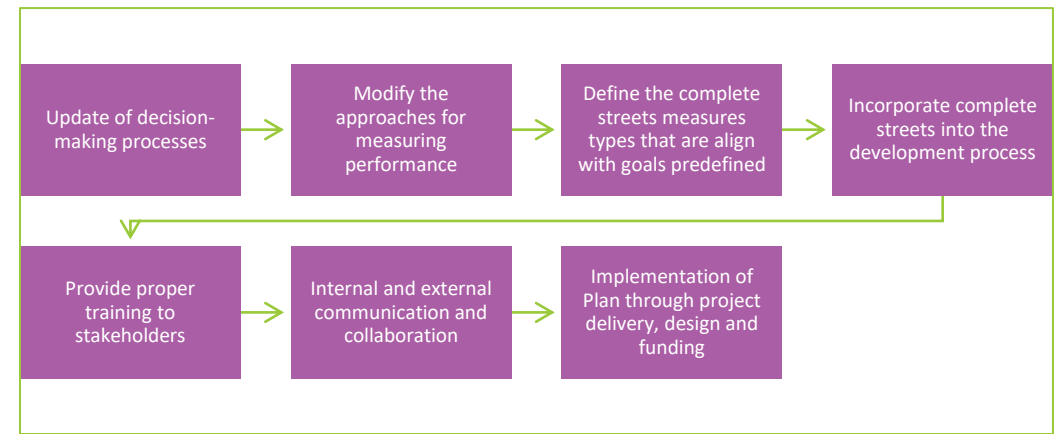 Update of decision-
making processes
Modify the
approaches for
measuring
performance
Define the complete
streets measures
types that are align
with goals predefined
Incorporate complete
streets into the
development process
Provide proper
training to
stakeholders
Internal and external
communication and
collaboration
Implementation of
Plan through project
delivery, design and
funding